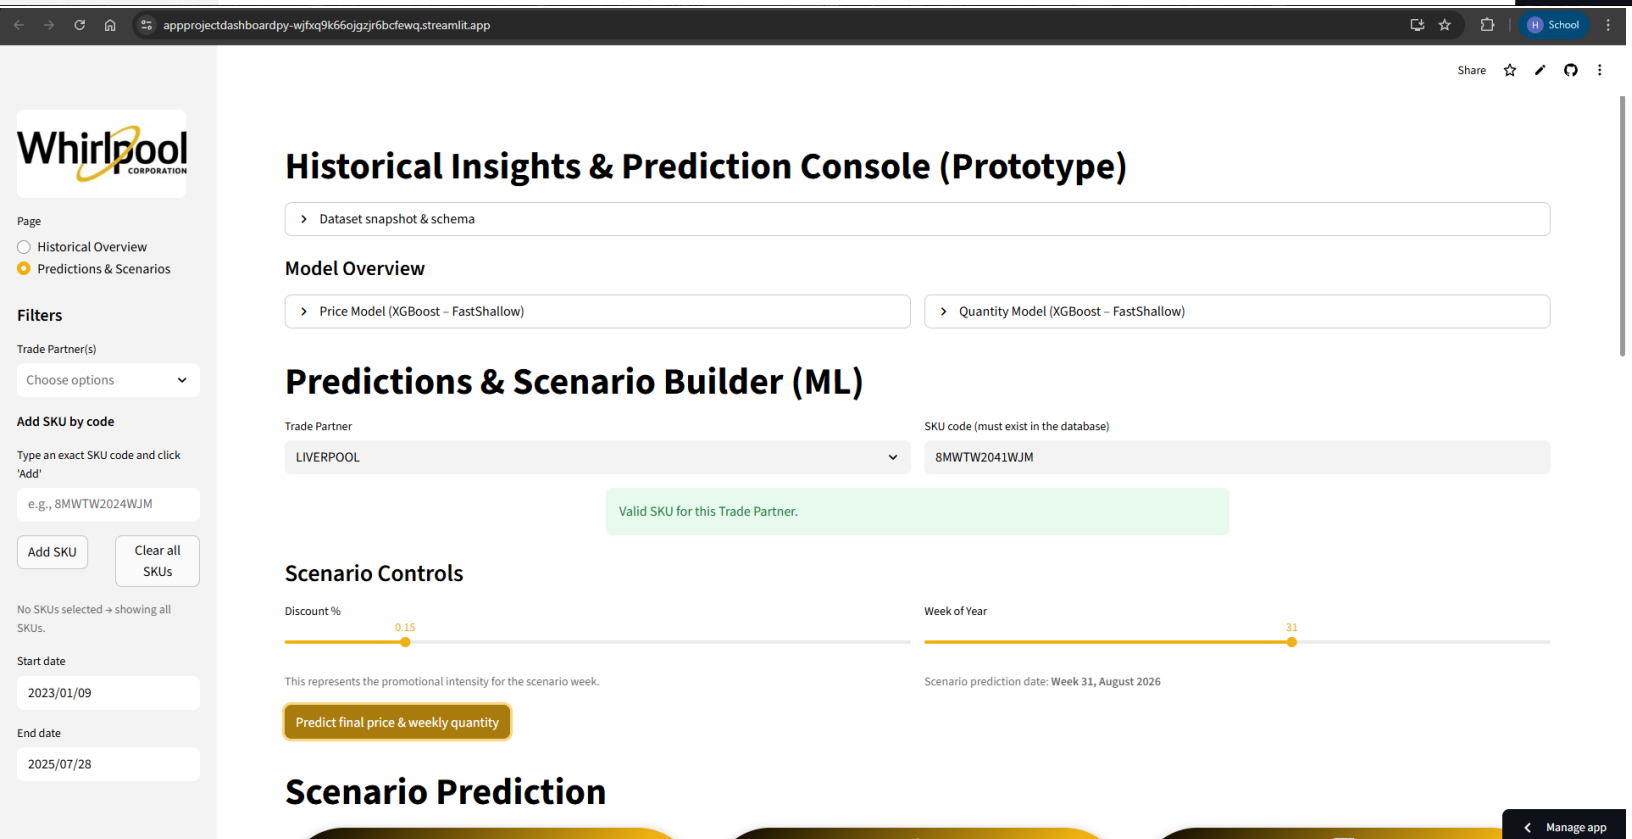 appprojectdashboardpy-wjfxq9k66ojgzjr6bcfewq.streamlit.app
H School
Share
Whirlpool
CORPORATION
Page
Historical Overview
Predictions & Scenarios
Filters
Trade Partner(s)
Choose options
Add SKU by code
Type an exact SKU code and click
'Add'
e.g., 8MWTW2024WJM
Add SKU
Clear all
SKUs
No SKUs selected → showing all
SKUs.
Start date
2023/01/09
End date
2025/07/28
Historical Insights & Prediction Console (Prototype)
Dataset snapshot & schema
Model Overview
Price Model (XGBoost – FastShallow)
Quantity Model (XGBoost – FastShallow)
Predictions & Scenario Builder (ML)
Trade Partner
SKU code (must exist in the database)
LIVERPOOL
8MWTW2041WJM
Valid SKU for this Trade Partner.
Scenario Controls
Discount %
Week of Year
0.15
31
This represents the promotional intensity for the scenario week.
Scenario prediction date: Week 31, August 2026
Predict final price & weekly quantity
Scenario Prediction
Manage app